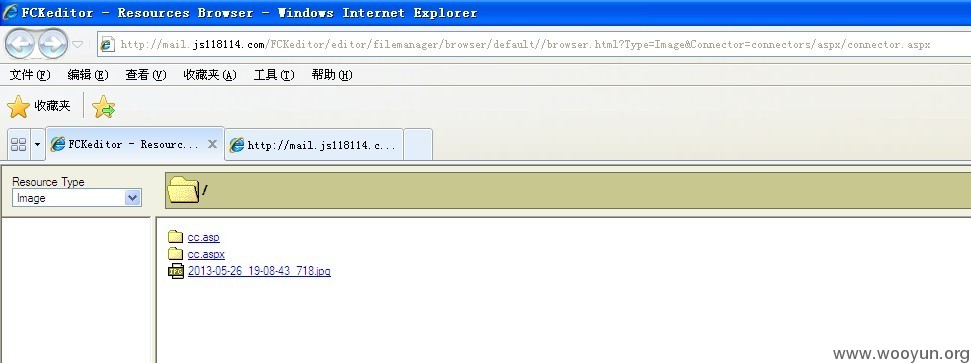 FCKeditor - Resources Browser - Windows Internet Explorer
http://mail.js118114.com/FCKeditor/editor/filemanager/browser/default//browser.html?Type=Image&Connector=connectors/aspx/connector.aspx
文件(F) 编辑(E) 查看(V) 收藏夹(A) 工具(T) 帮助(H)
收藏夹
FCKeditor - Resourc... X http://mail.js118114.c...
Resource Type
Image
/
cc.asp
cc.aspx
JPG 2013-05-26_19-08-43_718.jpg
www.wooyun.org